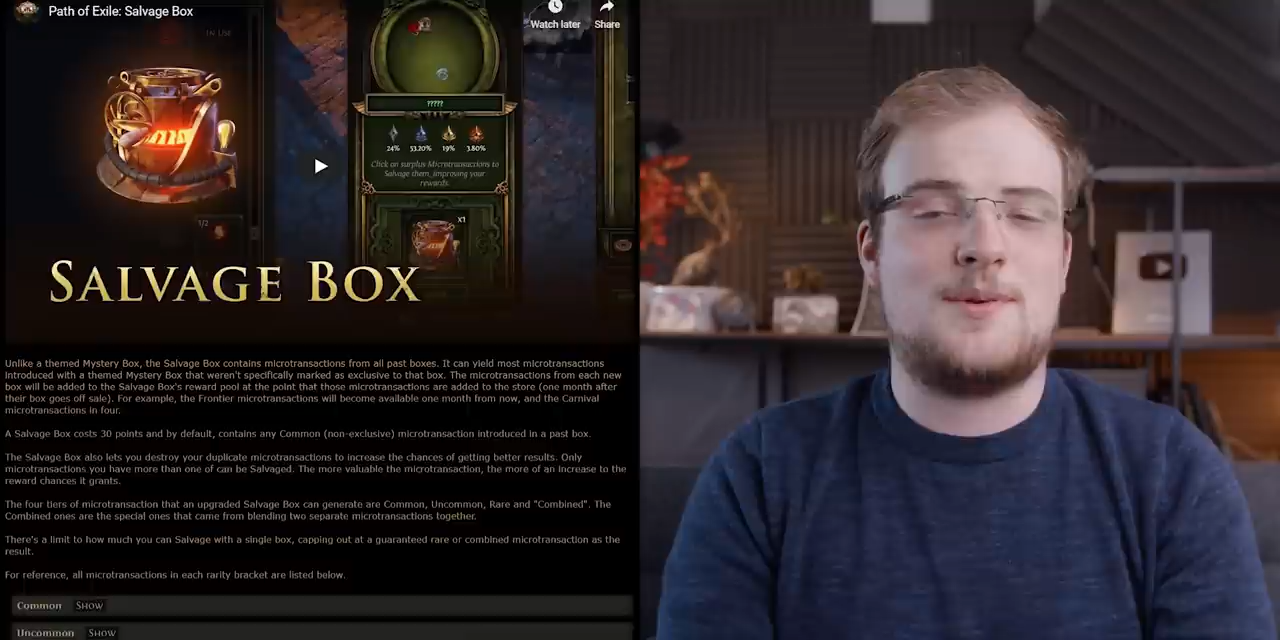 Path of Exile: Salvage Box
Watch later
Share
IN USE
?????
24% 53.20% 19% 3.80%
Click on surplus Microtransactions to
Salvage them, improving your
rewards.
1/2
x1
SALVAGE BOX
Unlike a themed Mystery Box, the Salvage Box contains microtransactions from all past boxes. It can yield most microtransactions
introduced with a themed Mystery Box that weren't specifically marked as exclusive to that box. The microtransactions from each new
box will be added to the Salvage Box's reward pool at the point that those microtransactions are added to the store (one month after
their box goes off sale). For example, the Frontier microtransactions will become available one month from now, and the Carnival
microtransactions in four.
A Salvage Box costs 30 points and by default, contains any Common (non-exclusive) microtransaction introduced in a past box.
The Salvage Box also lets you destroy your duplicate microtransactions to increase the chances of getting better results. Only
microtransactions you have more than one of can be Salvaged. The more valuable the microtransaction, the more of an increase to the
reward chances it grants.
The four tiers of microtransaction that an upgraded Salvage Box can generate are Common, Uncommon, Rare and "Combined". The
Combined ones are the special ones that came from blending two separate microtransactions together.
There's a limit to how much you can Salvage with a single box, capping out at a guaranteed rare or combined microtransaction as the
result.
For reference, all microtransactions in each rarity bracket are listed below.
Common SHOW
Uncommon SHOW